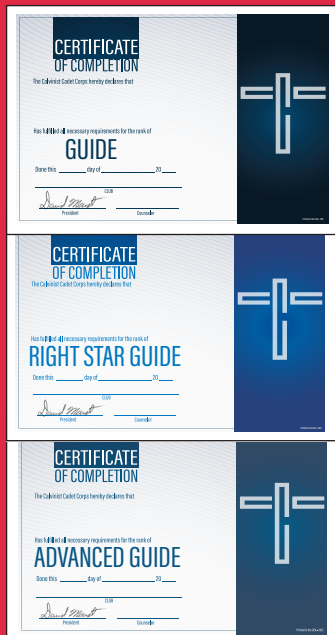 CERTIFICATE
OF COMPLETION
The Calvinist Cadet Corps hereby declares that
Has fulfilled all necessary requirements for the rank of
GUIDE
Done this day of 20
CLUB
David Merst
President Counselor
CERTIFICATE
OF COMPLETION
The Calvinist Cadet Corps hereby declares that
Has fulfilled all necessary requirements for the rank of
RIGHT STAR GUIDE
Done this day of 20
CLUB
President Counselor
CERTIFICATE
OF COMPLETION
The Calvinist Cadet Corps hereby declares that
Has fulfilled all necessary requirements for the rank of
ADVANCED GUIDE
Done this day of 20
CLUB
President Counselor